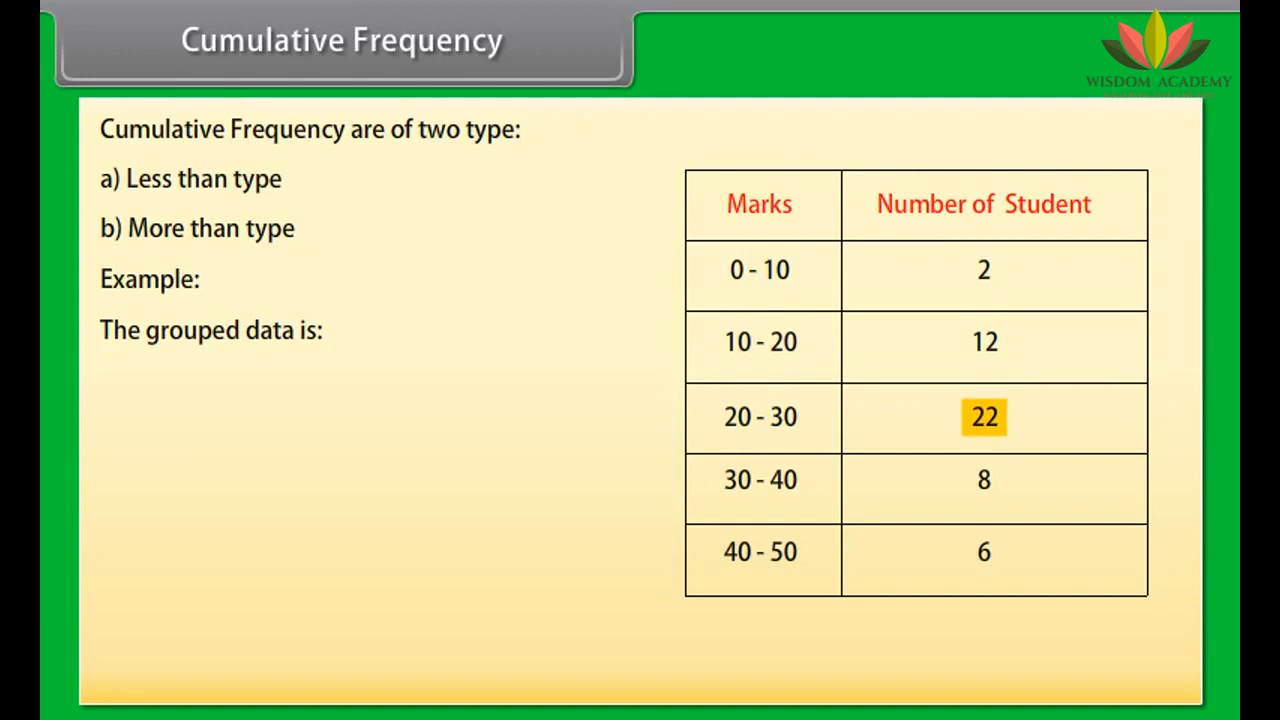 Cumulative Frequency
WISDOM ACADEMY
Cumulative Frequency are of two type:
a) Less than type
b) More than type
Example:
The grouped data is:
Marks Number of Student
0 - 10 2
10 - 20 12
20 - 30 22
30 - 40 8
40 - 50 6